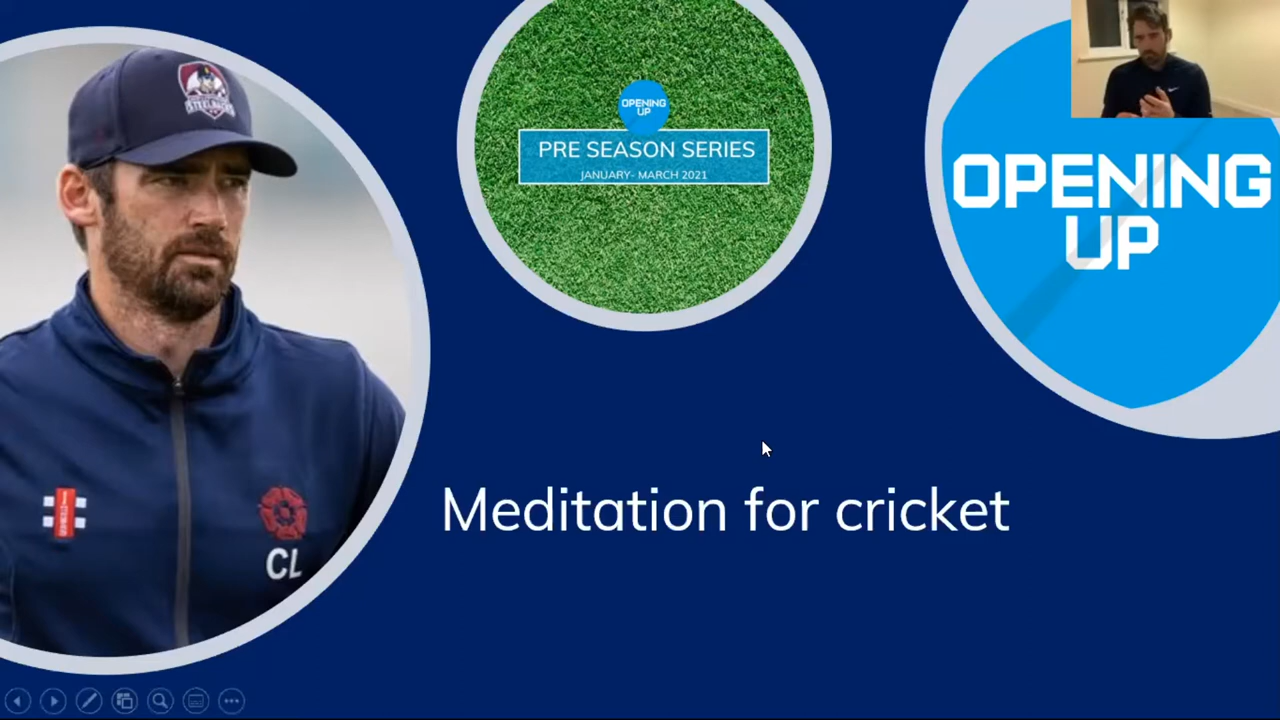 STEELBACKS
CL
OPENING
UP
PRE SEASON SERIES
JANUARY- MARCH 2021
OPENING
UP
Meditation for cricket